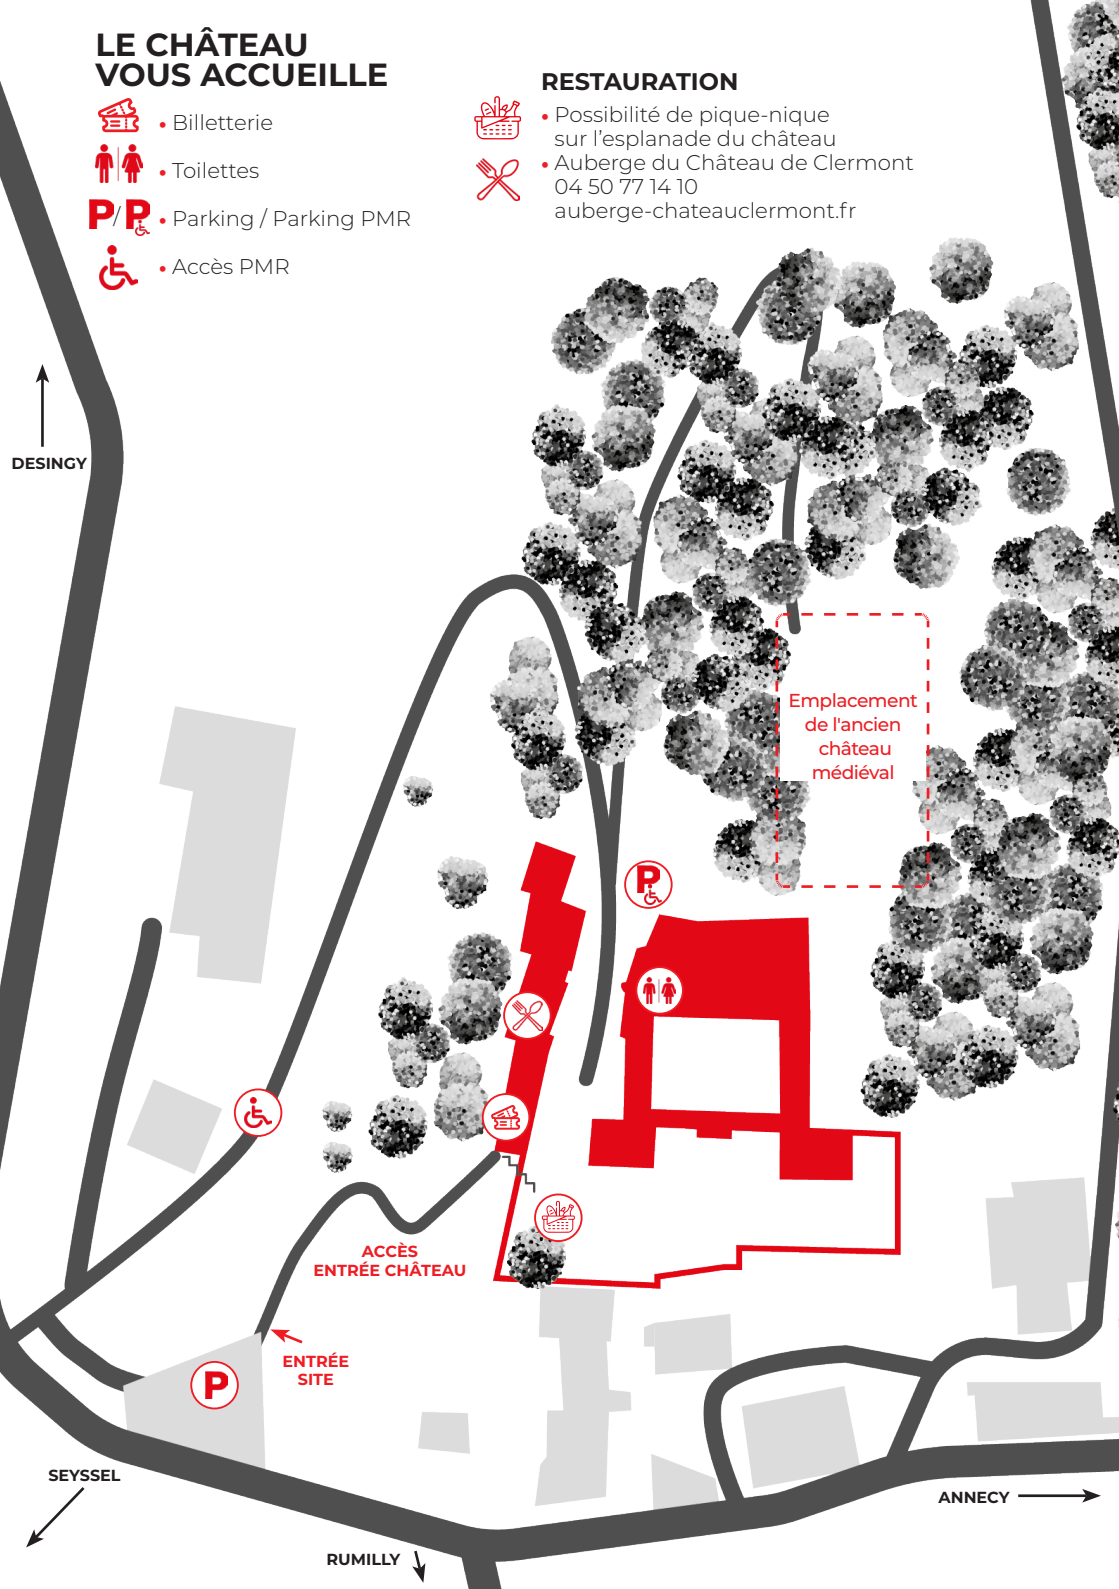 LE CHÂTEAU
VOUS ACCUEILLE
• Billetterie
• Toilettes
P/P • Parking / Parking PMR
• Accès PMR
RESTAURATION
• Possibilité de pique-nique
sur l'esplanade du château
• Auberge du Château de Clermont
04 50 77 14 10
auberge-chateauclermont.fr
DESINGY
Emplacement
de l'ancien
château
médiéval
P
ACCÈS
ENTRÉE CHÂTEAU
ENTRÉE
SITE
P
SEYSSEL
ANNECY
RUMILLY